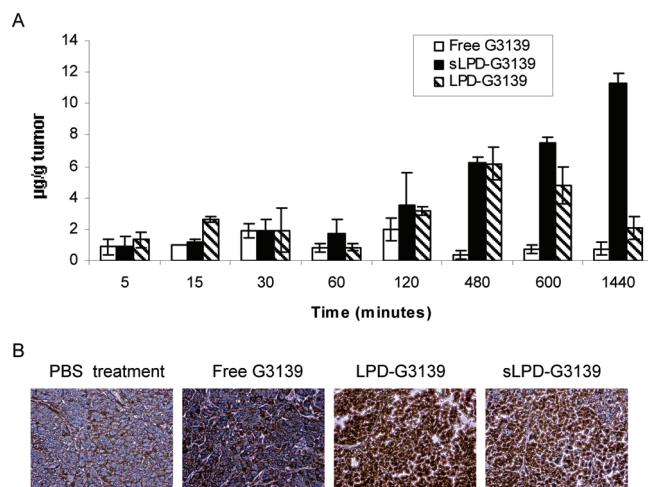 A
14
12
10
8
6
4
2
0
µg/g tumor
Free G3139
sLPD-G3139
LPD-G3139
5 15 30 60 120 480 600 1440
Time (minutes)
B
PBS treatment Free G3139 LPD-G3139 sLPD-G3139